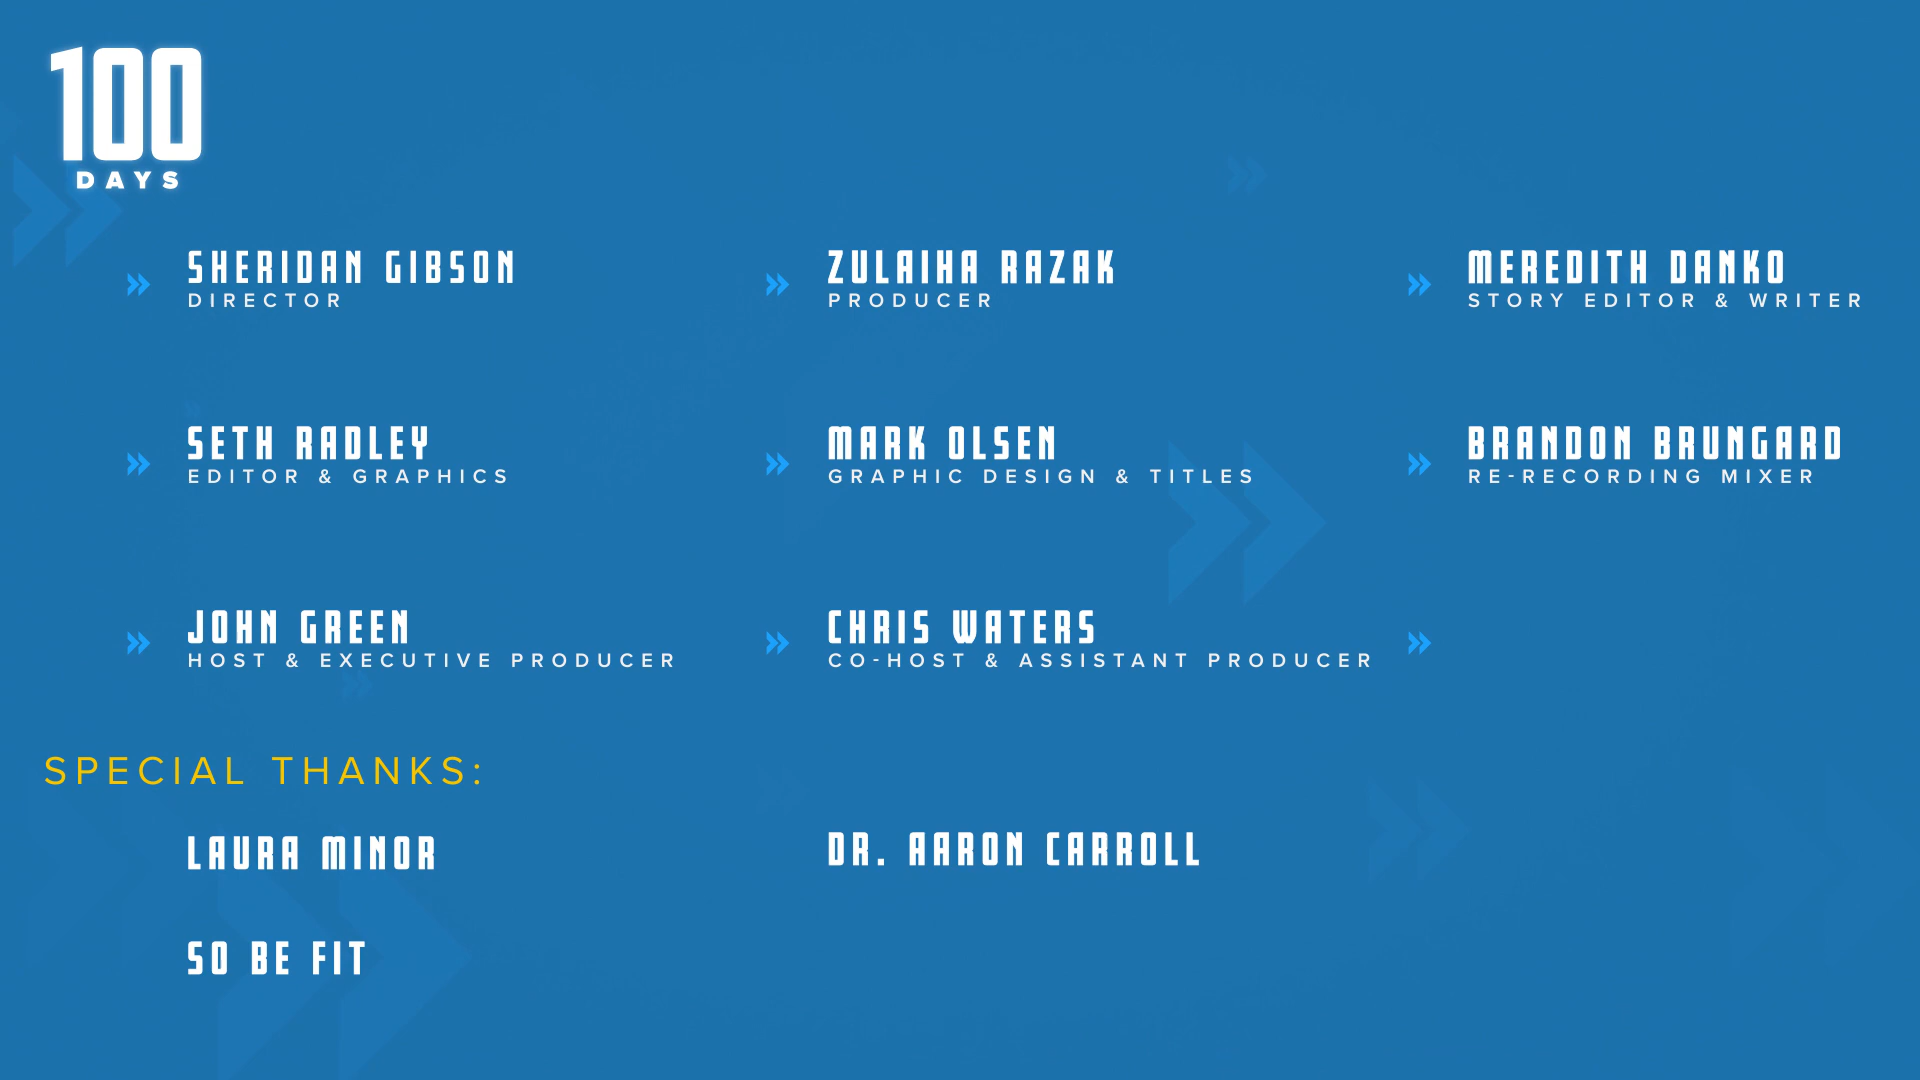 100
DAYS
SHERIDAN GIBSON
DIRECTOR
ZULAIHA RAZAK
PRODUCER
MEREDITH DANKO
STORY EDITOR & WRITER
SETH RADLEY
EDITOR & GRAPHICS
MARK OLSEN
GRAPHIC DESIGN & TITLES
BRANDON BRUNGARD
RE-RECORDING MIXER
JOHN GREEN
HOST & EXECUTIVE PRODUCER
CHRIS WATERS
CO-HOST & ASSISTANT PRODUCER
SPECIAL THANKS:
LAURA MINOR
DR. AARON CARROLL
SO BE FIT